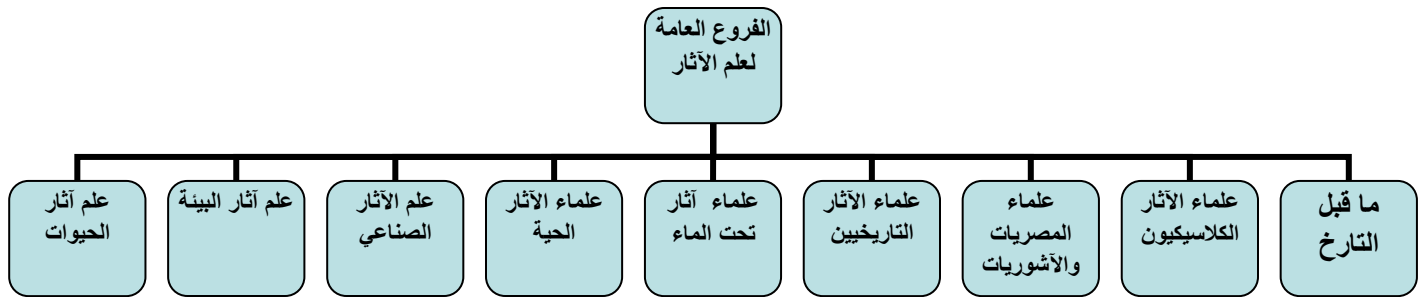 الفروع العامة
لعلم الآثار
ما قبل
التارخ
علماء الآثار
الكلاسيكيون
علماء
المصريات
والآشوريات
علماء الآثار
التاريخيين
علماء آثار
تحت الماء
علماء الآثار
الحية
علم الآثار
الصناعي
علم آثار البيئة
علم آثار
الحيوات